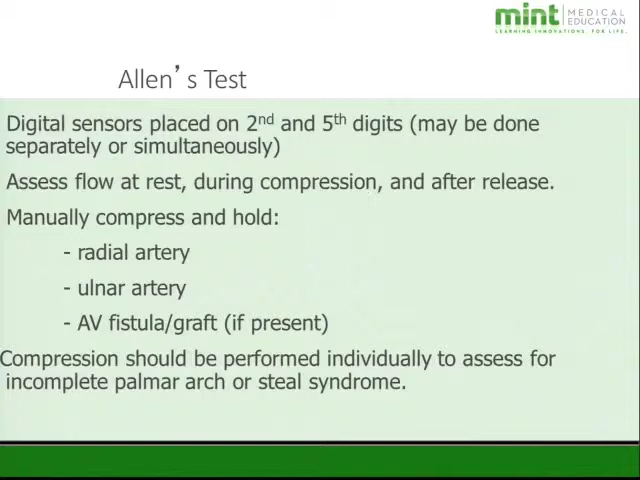 mint MEDICAL EDUCATION
LEARNING INNOVATIONS. FOR LIFE.
Allen’s Test
Digital sensors placed on 2nd and 5th digits (may be done
separately or simultaneously)
Assess flow at rest, during compression, and after release.
Manually compress and hold:
- radial artery
- ulnar artery
- AV fistula/graft (if present)
Compression should be performed individually to assess for
incomplete palmar arch or steal syndrome.